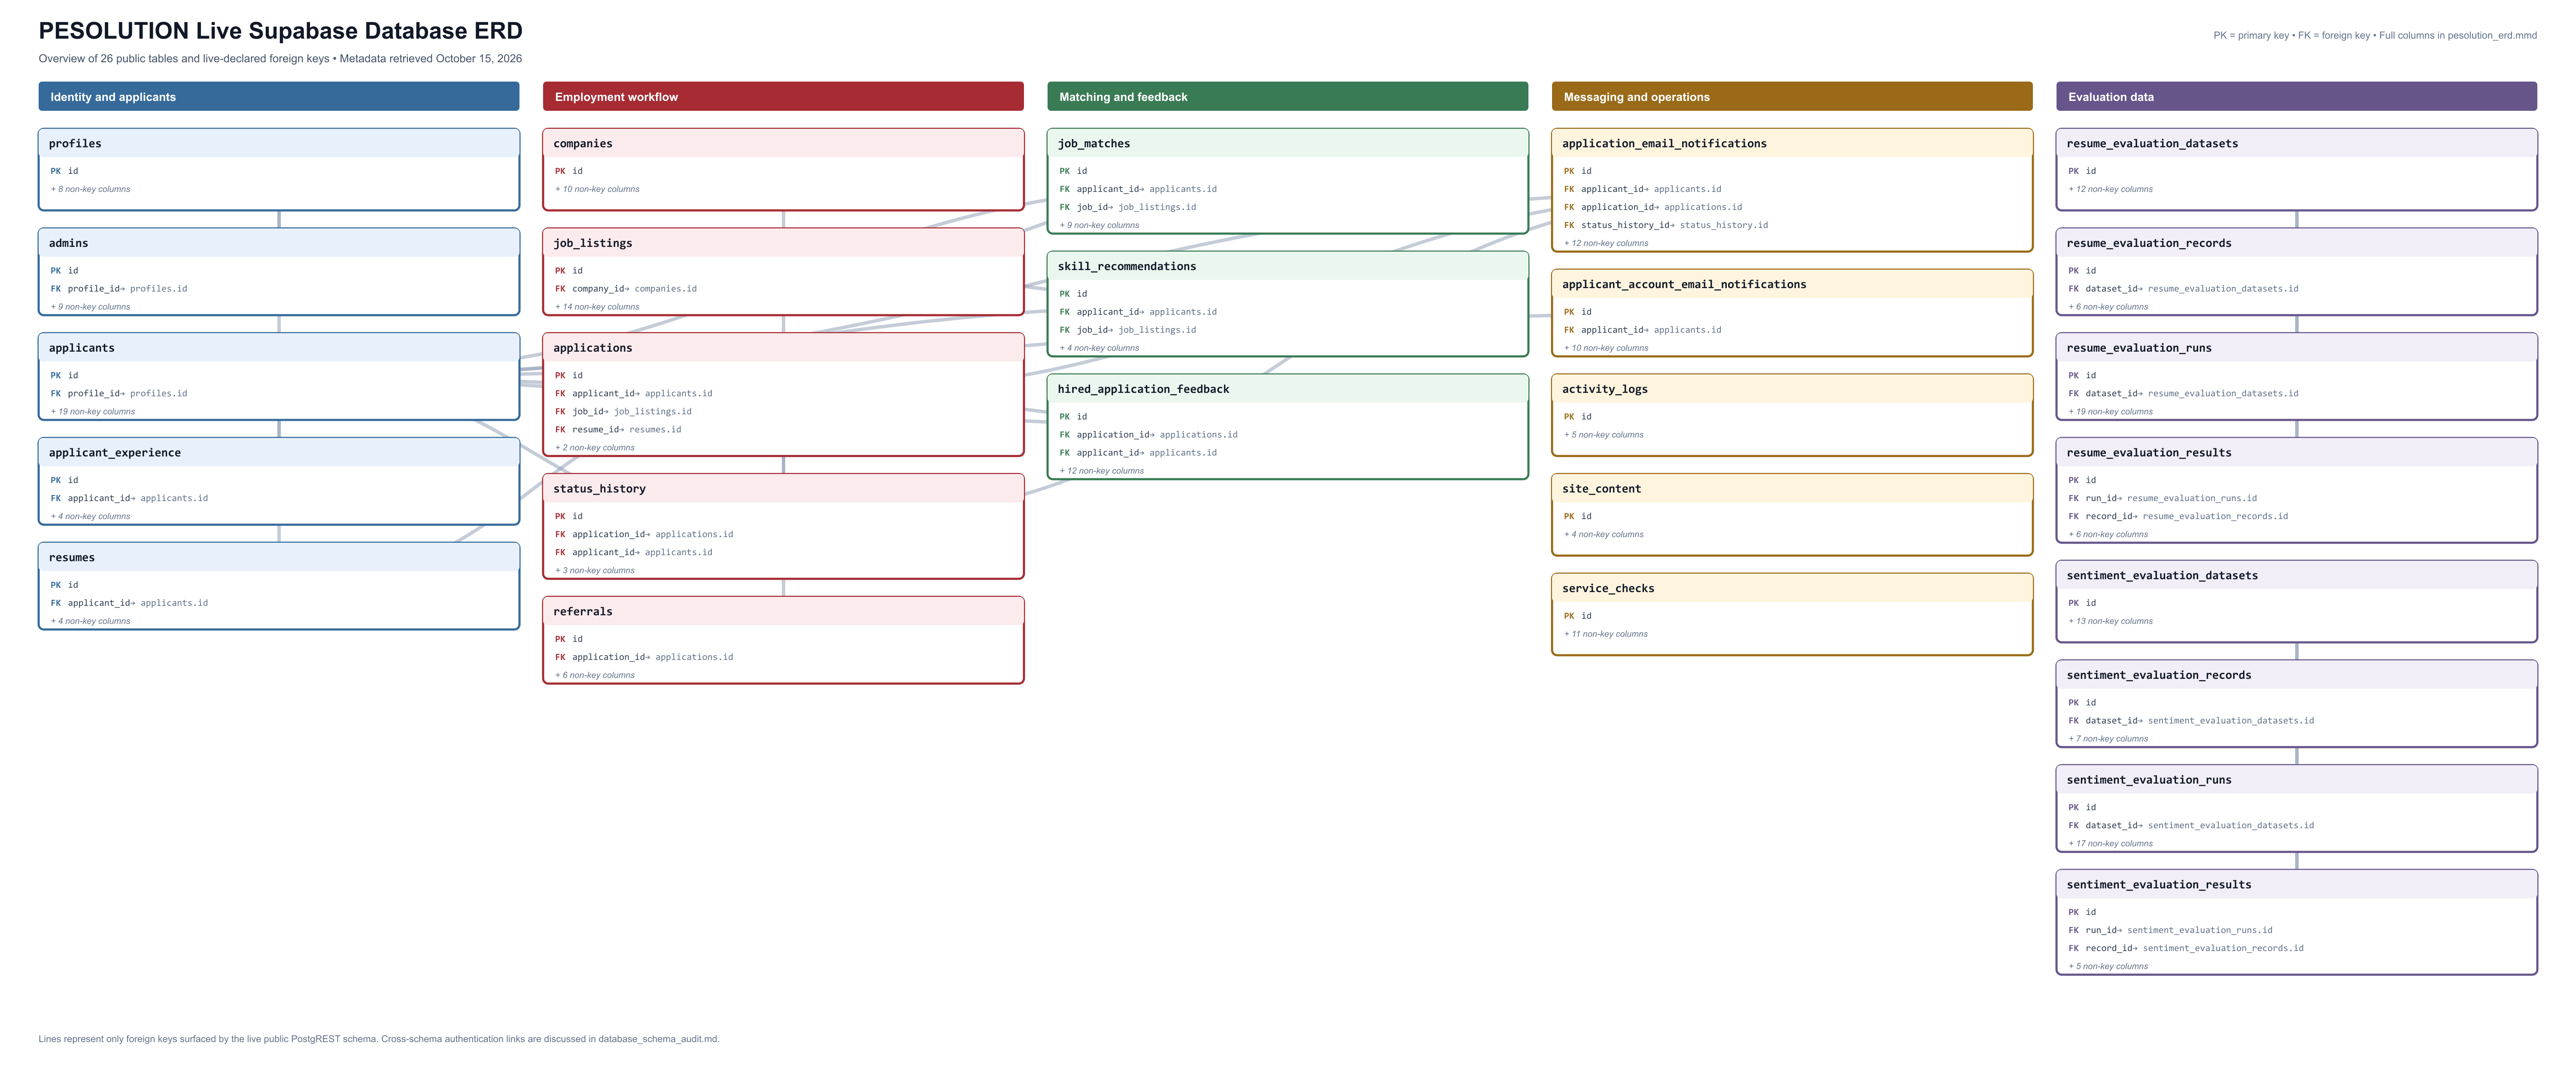 PESOLUTION Live Supabase Database ERD
Overview of 26 public tables and live-declared foreign keys • Metadata retrieved October 15, 2026
PK = primary key • FK = foreign key • Full columns in pesolution_erd.mmd
Identity and applicants
profiles
PK id
+ 8 non-key columns
admins
PK id
FK profile_id→ profiles.id
+ 9 non-key columns
applicants
PK id
FK profile_id→ profiles.id
+ 19 non-key columns
applicant_experience
PK id
FK applicant_id→ applicants.id
+ 4 non-key columns
resumes
PK id
FK applicant_id→ applicants.id
+ 4 non-key columns
Employment workflow
companies
PK id
+ 10 non-key columns
job_listings
PK id
FK company_id→ companies.id
+ 14 non-key columns
applications
PK id
FK applicant_id→ applicants.id
FK job_id→ job_listings.id
FK resume_id→ resumes.id
+ 2 non-key columns
status_history
PK id
FK application_id→ applications.id
FK applicant_id→ applicants.id
+ 3 non-key columns
referrals
PK id
FK application_id→ applications.id
+ 6 non-key columns
Matching and feedback
job_matches
PK id
FK applicant_id→ applicants.id
FK job_id→ job_listings.id
+ 9 non-key columns
skill_recommendations
PK id
FK applicant_id→ applicants.id
FK job_id→ job_listings.id
+ 4 non-key columns
hired_application_feedback
PK id
FK application_id→ applications.id
FK applicant_id→ applicants.id
+ 12 non-key columns
Messaging and operations
application_email_notifications
PK id
FK applicant_id→ applicants.id
FK application_id→ applications.id
FK status_history_id→ status_history.id
+ 12 non-key columns
applicant_account_email_notifications
PK id
FK applicant_id→ applicants.id
+ 10 non-key columns
activity_logs
PK id
+ 5 non-key columns
site_content
PK id
+ 4 non-key columns
service_checks
PK id
+ 11 non-key columns
Evaluation data
resume_evaluation_datasets
PK id
+ 12 non-key columns
resume_evaluation_records
PK id
FK dataset_id→ resume_evaluation_datasets.id
+ 6 non-key columns
resume_evaluation_runs
PK id
FK dataset_id→ resume_evaluation_datasets.id
+ 19 non-key columns
resume_evaluation_results
PK id
FK run_id→ resume_evaluation_runs.id
FK record_id→ resume_evaluation_records.id
+ 6 non-key columns
sentiment_evaluation_datasets
PK id
+ 13 non-key columns
sentiment_evaluation_records
PK id
FK dataset_id→ sentiment_evaluation_datasets.id
+ 7 non-key columns
sentiment_evaluation_runs
PK id
FK dataset_id→ sentiment_evaluation_datasets.id
+ 17 non-key columns
sentiment_evaluation_results
PK id
FK run_id→ sentiment_evaluation_runs.id
FK record_id→ sentiment_evaluation_records.id
+ 5 non-key columns
Lines represent only foreign keys surfaced by the live public PostgREST schema. Cross-schema authentication links are discussed in database_schema_audit.md.